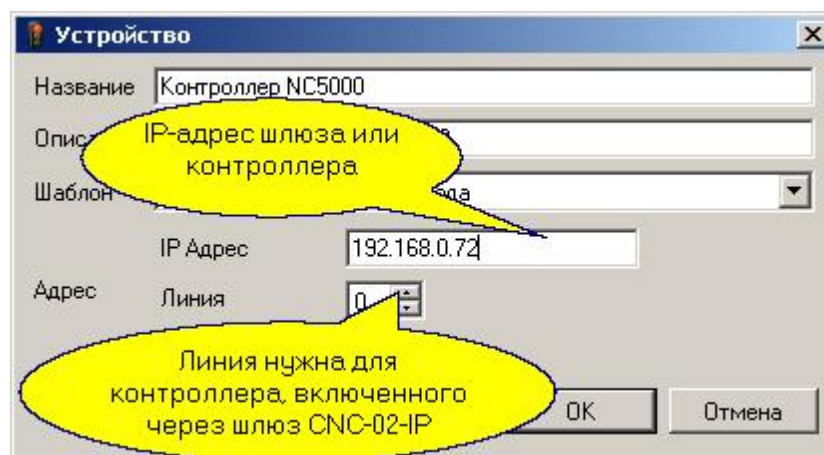 Устройство
Название Контроллер NC5000
IP-адрес шлюза или
контроллера
Шаблон
IP Адрес 192.168.0.72
Адрес
Линия 0
Линия нужна для
контроллера, включенного
через шлюз CNC-02-IP
OK Отмена